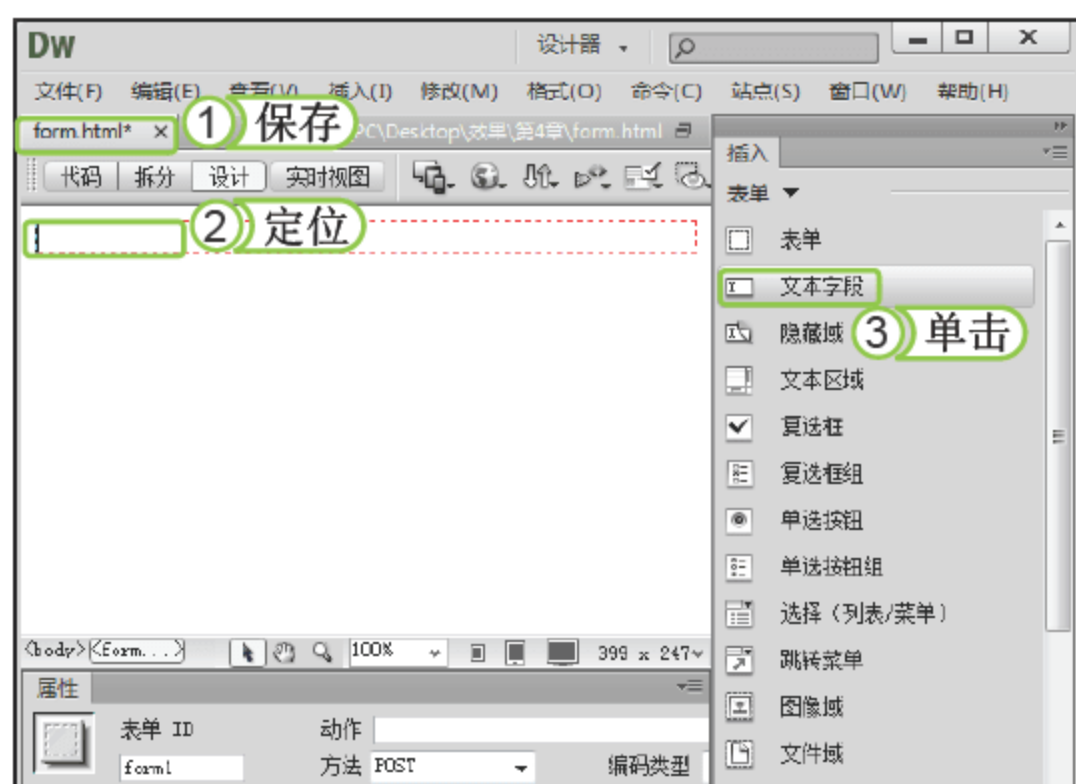 Dw 设计器
文件(F) 编辑(E) 查看(V) 插入(I) 修改(M) 格式(O) 命令(C) 站点(S) 窗口(W) 帮助(H)
form.html* × 1 保存 PC\Desktop\效果\第4章\form.html
代码 拆分 设计 实时视图
2 定位
插入
表单
表单
文本字段
隐藏域 3 单击
文本区域
复选框
复选框组
单选按钮
单选按钮组
选择（列表/菜单）
跳转菜单
图像域
文件域
<body><form...> 100% 399 x 247
属性
表单 ID 动作
form1 方法 POST 编码类型